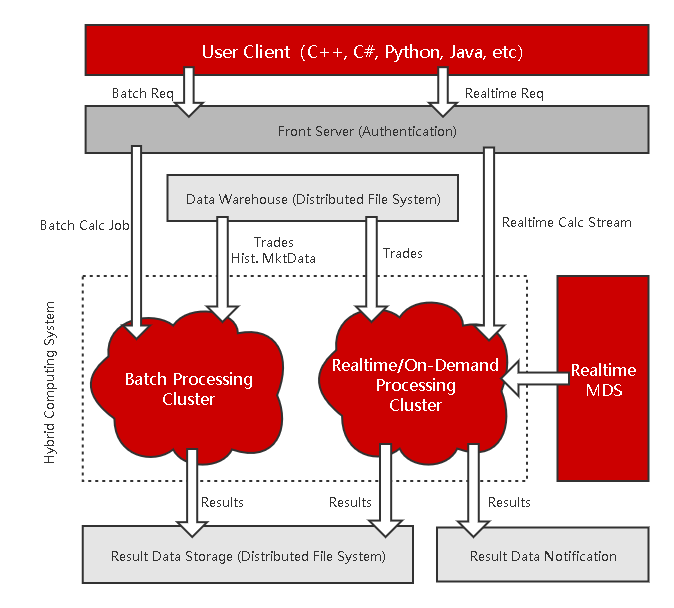 User Client (C++, C#, Python, Java, etc)
Batch Req
Realtime Req
Front Server (Authentication)
Data Warehouse (Distributed File System)
Batch Calc Job
Realtime Calc Stream
Trades
Hist. MktData
Trades
Hybrid Computing System
Batch Processing
Cluster
Realtime/On-Demand
Processing
Cluster
Realtime
MDS
Results
Results
Results
Result Data Storage (Distributed File System)
Result Data Notification